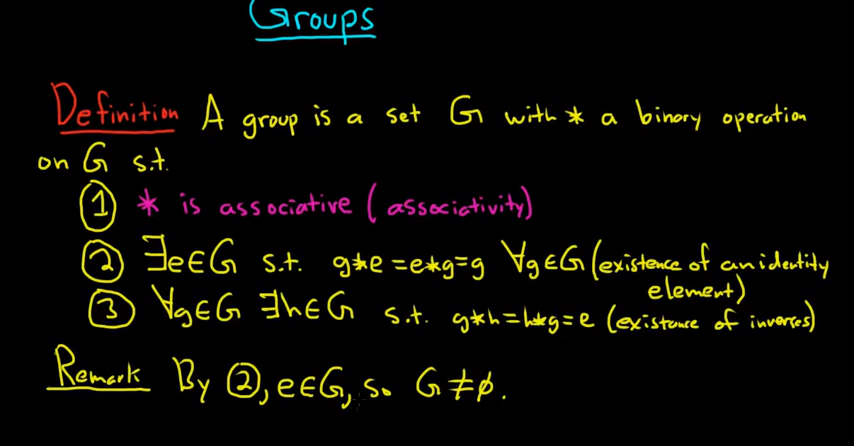 Groups
Definition A group is a set G with * a binary operation
on G s.t.
① * is associative (associativity)
② ∃e∈G s.t. g*e = e*g = g ∀g∈G (existence of an identity
element)
③ ∀g∈G ∃h∈G s.t. g*h = h*g = e (existance of inverses)
Remark By ②, e∈G, so G ≠ ∅.